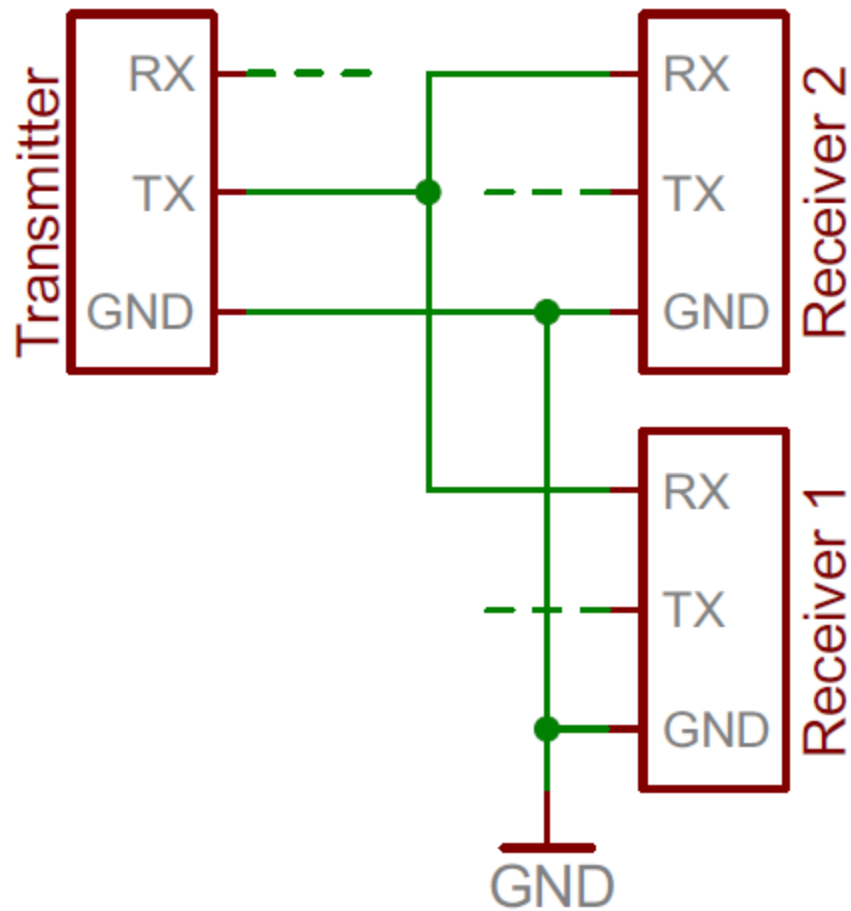 Transmitter
RX
TX
GND
RX
TX
GND
Receiver 2
RX
TX
GND
Receiver 1
GND